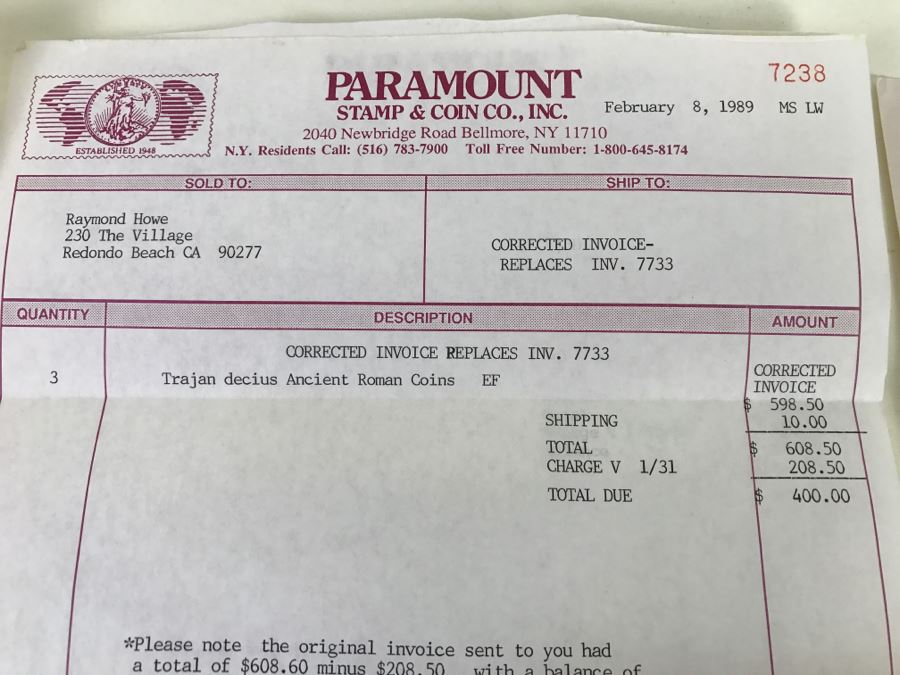 7238
PARAMOUNT
STAMP & COIN CO., INC.
February 8, 1989 MS LW
2040 Newbridge Road Bellmore, NY 11710
N.Y. Residents Call: (516) 783-7900 Toll Free Number: 1-800-645-8174
ESTABLISHED 1948
SOLD TO: SHIP TO:
Raymond Howe
230 The Village
Redondo Beach CA 90277
CORRECTED INVOICE-
REPLACES INV. 7733
QUANTITY DESCRIPTION AMOUNT
CORRECTED INVOICE REPLACES INV. 7733
3 Trajan decius Ancient Roman Coins EF
CORRECTED
INVOICE
$ 598.50
SHIPPING 10.00
TOTAL $ 608.50
CHARGE V 1/31 208.50
TOTAL DUE $ 400.00
*Please note the original invoice sent to you had
a total of $608.60 minus $208.50 with a balance of